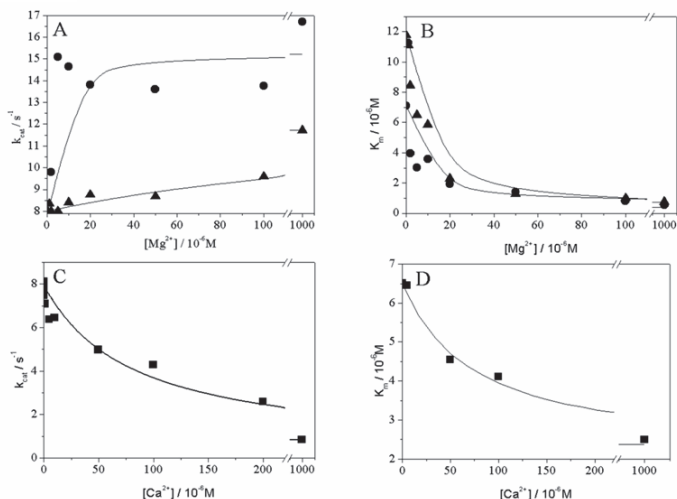 A
17
16
15
14
13
12
11
10
9
8
k_cat / s⁻¹
0 20 40 60 80 100 1000
[Mg²⁺] / 10⁻⁶M
B
12
10
8
6
4
2
0
K_m / 10⁻⁶M
0 20 40 60 80 100 1000
[Mg²⁺] / 10⁻⁶M
C
8
6
4
2
0
k_cat / s⁻¹
0 50 100 150 200 1000
[Ca²⁺] / 10⁻⁶M
D
7
6
5
4
3
2
K_m / 10⁻⁶M
0 50 100 150 200 1000
[Ca²⁺] / 10⁻⁶M